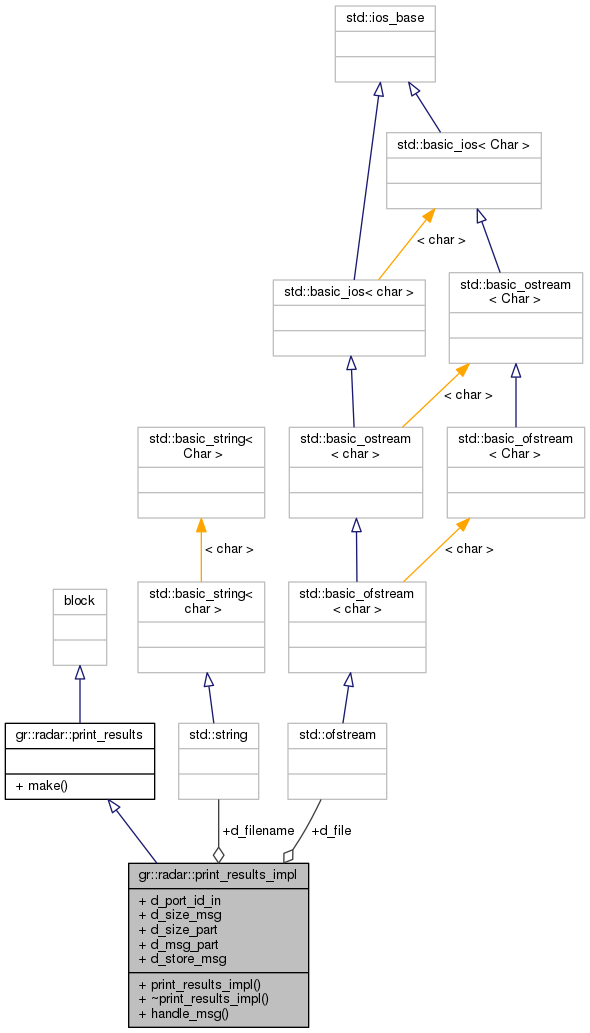 std::ios_base
std::basic_ios< Char >
< char >
std::basic_ios< char >
std::basic_ostream
< Char >
< char >
std::basic_string<
Char >
std::basic_ostream
< char >
std::basic_ofstream
< Char >
< char >
< char >
block
std::basic_string<
char >
std::basic_ofstream
< char >
gr::radar::print_results
+ make()
std::string
std::ofstream
+d_filename
+d_file
gr::radar::print_results_impl
+ d_port_id_in
+ d_size_msg
+ d_size_part
+ d_msg_part
+ d_store_msg
+ print_results_impl()
+ ~print_results_impl()
+ handle_msg()